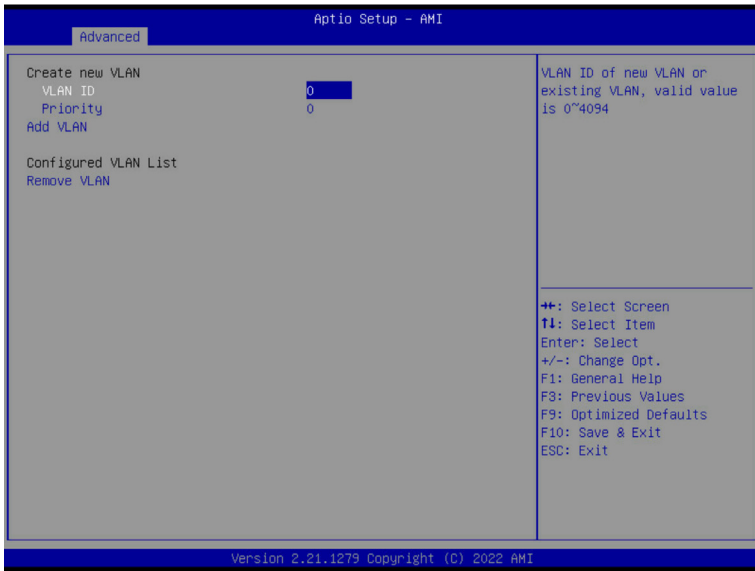 Aptio Setup – AMI
Advanced
Create new VLAN
VLAN ID 0
Priority 0
Add VLAN
Configured VLAN List
Remove VLAN
VLAN ID of new VLAN or
existing VLAN, valid value
is 0~4094
→←: Select Screen
↑↓: Select Item
Enter: Select
+/-: Change Opt.
F1: General Help
F3: Previous Values
F9: Optimized Defaults
F10: Save & Exit
ESC: Exit
Version 2.21.1279 Copyright (C) 2022 AMI